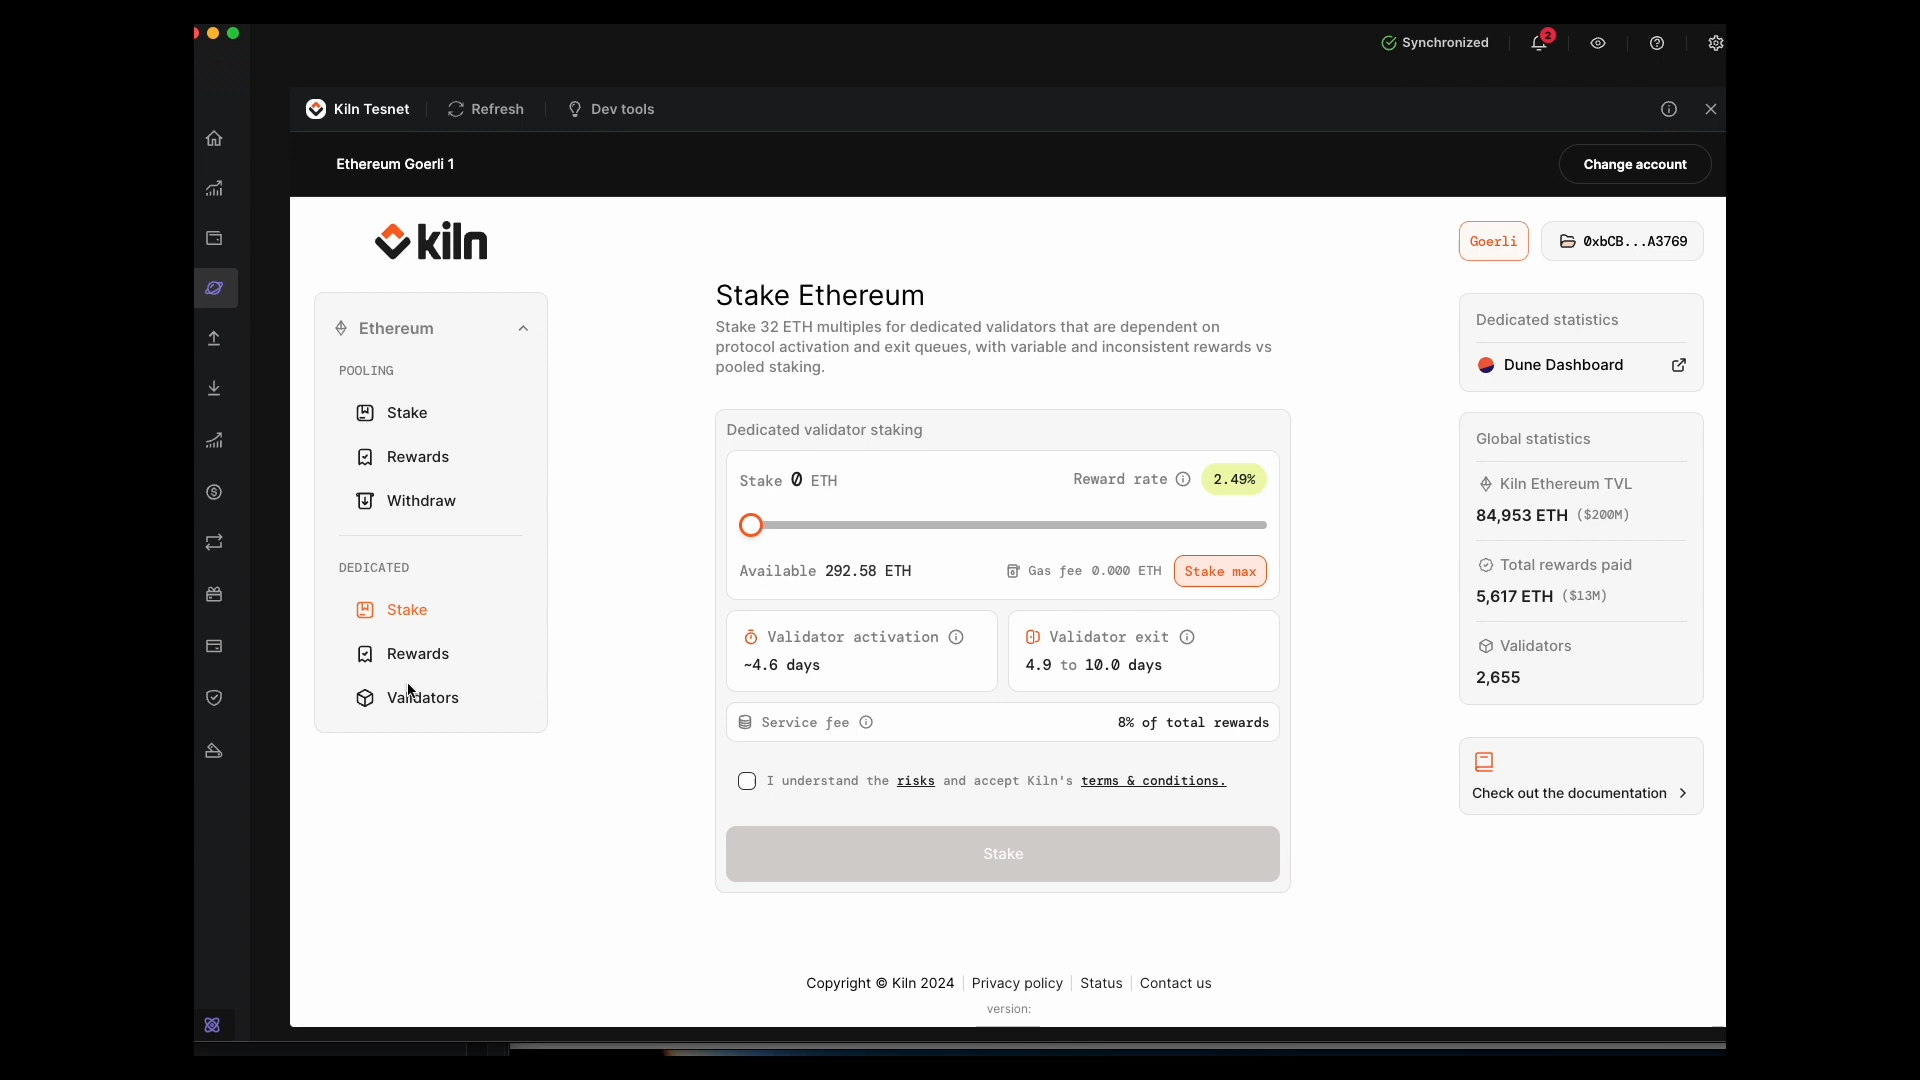 Synchronized
2
Kiln Tesnet
Refresh
Dev tools
Ethereum Goerli 1
Change account
kiln
Goerli
0xbCB...A3769
Ethereum
POOLING
Stake
Rewards
Withdraw
DEDICATED
Stake
Rewards
Validators
Stake Ethereum
Stake 32 ETH multiples for dedicated validators that are dependent on
protocol activation and exit queues, with variable and inconsistent rewards vs
pooled staking.
Dedicated validator staking
Stake 0 ETH
Reward rate 2.49%
Available 292.58 ETH
Gas fee 0.000 ETH
Stake max
Validator activation
~4.6 days
Validator exit
4.9 to 10.0 days
Service fee
8% of total rewards
I understand the risks and accept Kiln's terms & conditions.
Stake
Dedicated statistics
Dune Dashboard
Global statistics
Kiln Ethereum TVL
84,953 ETH ($200M)
Total rewards paid
5,617 ETH ($13M)
Validators
2,655
Check out the documentation
Copyright © Kiln 2024
Privacy policy
Status
Contact us
version: